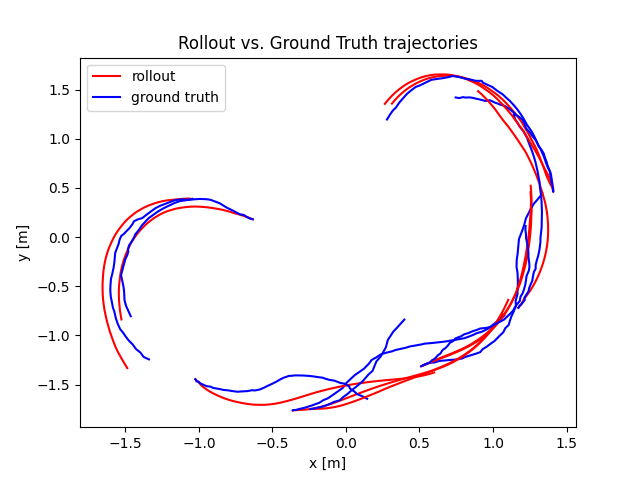 Rollout vs. Ground Truth trajectories
rollout
ground truth
1.5
1.0
0.5
0.0
−0.5
−1.0
−1.5
y [m]
−1.5 −1.0 −0.5 0.0 0.5 1.0 1.5
x [m]